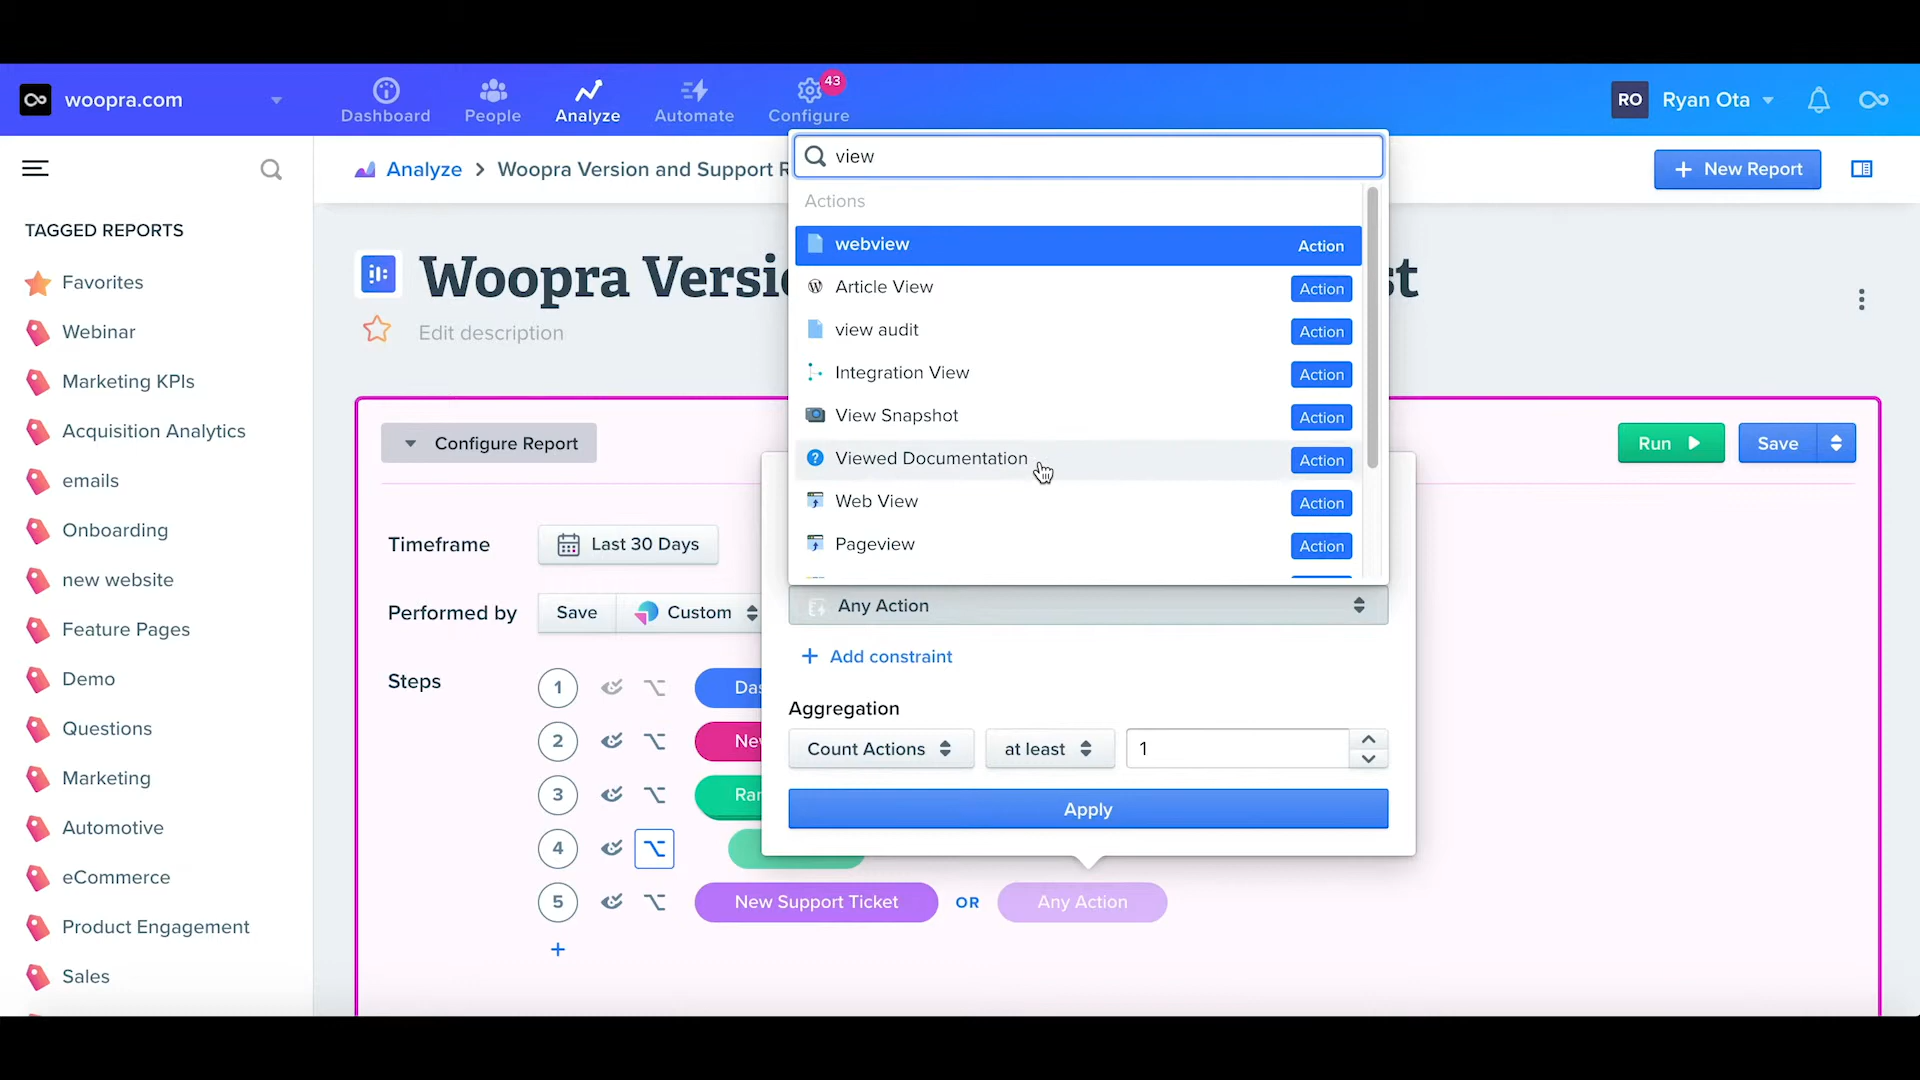 woopra.com
Dashboard
People
Analyze
Automate
43
Configure
RO
Ryan Ota
Analyze > Woopra Version and Support R
+ New Report
view
Actions
webview Action
Article View Action
view audit Action
Integration View Action
View Snapshot Action
Viewed Documentation Action
Web View Action
Pageview Action
TAGGED REPORTS
Favorites
Webinar
Marketing KPIs
Acquisition Analytics
emails
Onboarding
new website
Feature Pages
Demo
Questions
Marketing
Automotive
eCommerce
Product Engagement
Sales
Woopra Versi st
Edit description
Configure Report
Run
Save
Timeframe
Last 30 Days
Performed by
Save
Custom
Steps
1 Das
2 Nev
3 Rar
4
5 New Support Ticket OR Any Action
+
Any Action
+ Add constraint
Aggregation
Count Actions
at least
1
Apply